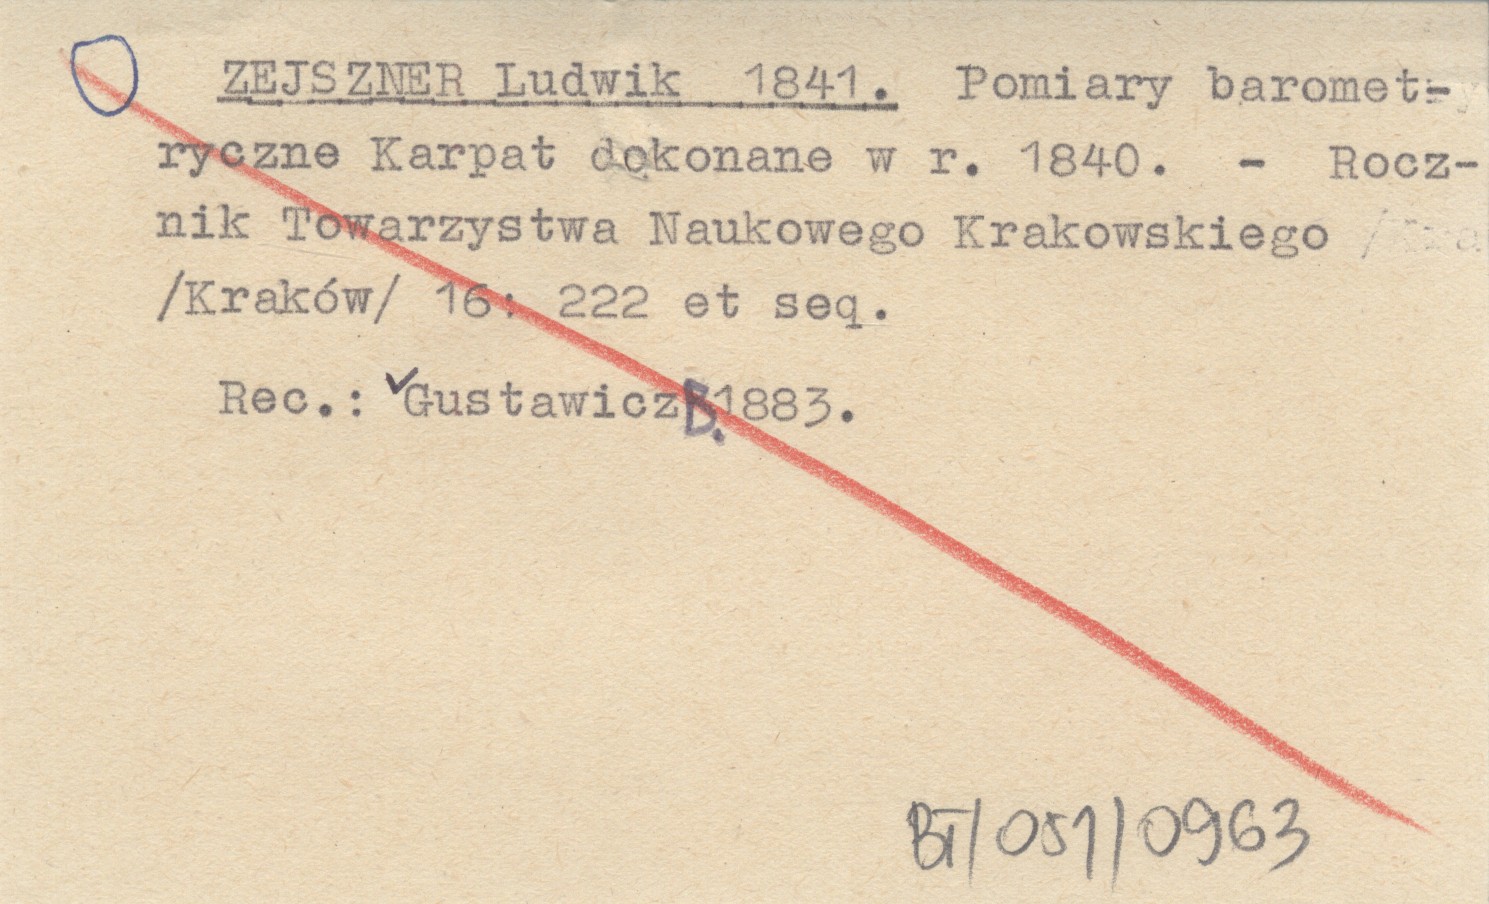 ZEJSZNER Ludwik 1841. Pomiary baromet-
ryczne Karpat dokonane w r. 1840. - Rocz-
nik Towarzystwa Naukowego Krakowskiego
/Kraków/ 16: 222 et seq.
Rec.: ✓Gustawicz B. 1883.
BT/051/0963